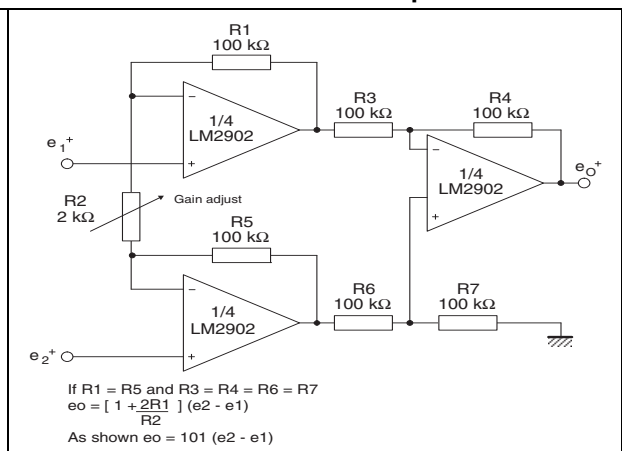 R1
100 kΩ
1/4
LM2902
R3
100 kΩ
R4
100 kΩ
e1+
1/4
LM2902
eO+
R2
2 kΩ
Gain adjust
R5
100 kΩ
1/4
LM2902
R6
100 kΩ
R7
100 kΩ
e2+
If R1 = R5 and R3 = R4 = R6 = R7
eo = [ 1 + 2R1 ] (e2 - e1)
R2
As shown eo = 101 (e2 - e1)